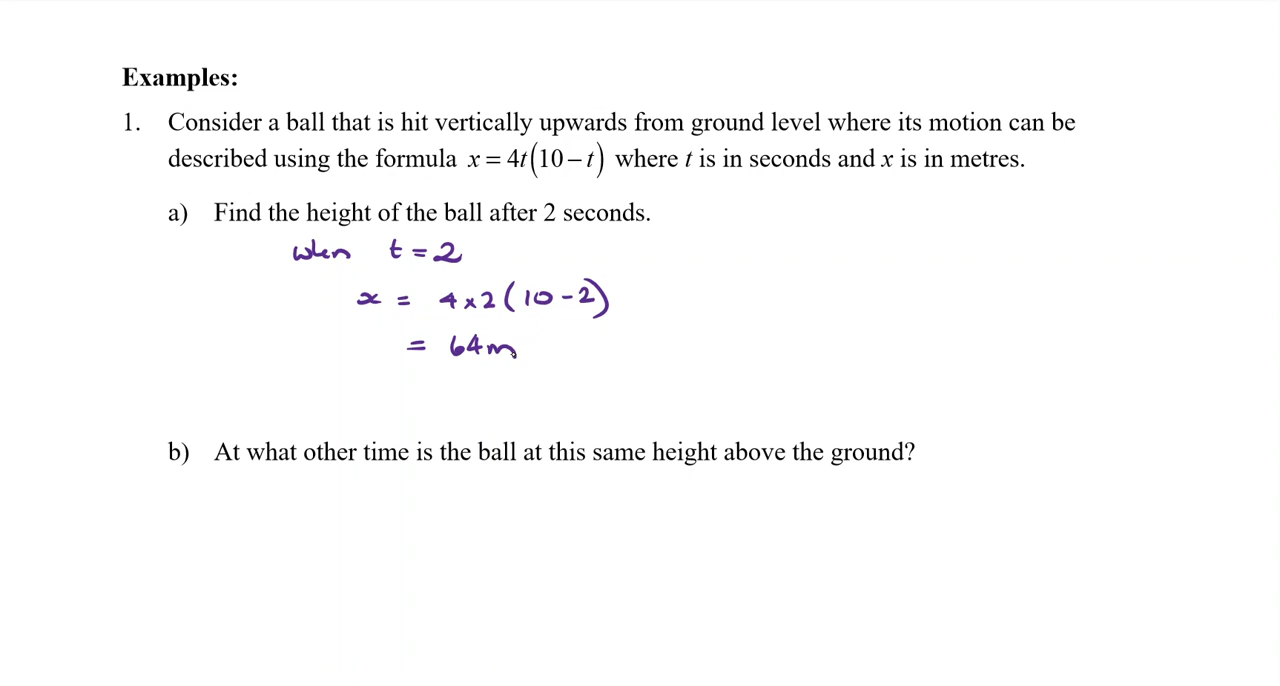 Examples:
1. Consider a ball that is hit vertically upwards from ground level where its motion can be
described using the formula x = 4t(10 − t) where t is in seconds and x is in metres.
a) Find the height of the ball after 2 seconds.
when t = 2
x = 4 × 2 (10 - 2)
= 64m
b) At what other time is the ball at this same height above the ground?